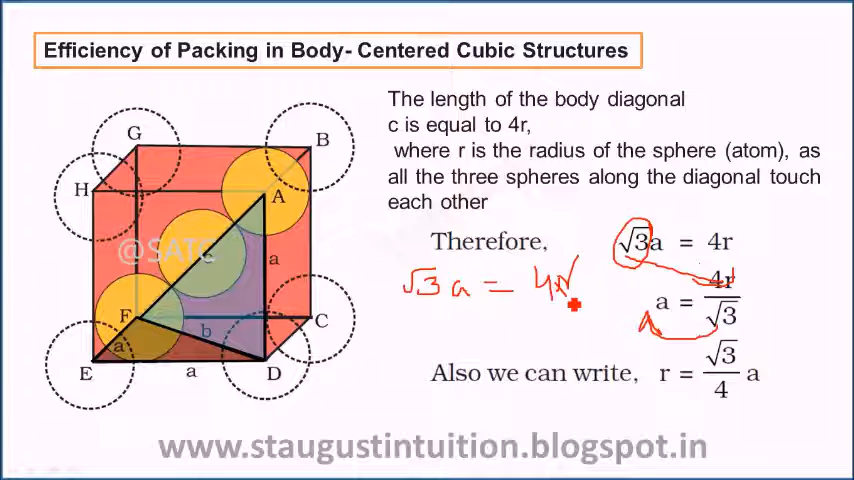 Efficiency of Packing in Body- Centered Cubic Structures
The length of the body diagonal
c is equal to 4r,
where r is the radius of the sphere (atom), as
all the three spheres along the diagonal touch
each other
Therefore, √3a = 4r
√3 a = 4r
a = 4r/√3
Also we can write, r = √3/4 a
G
B
H
A
@SATC
a
F
b
C
a
E
a
D
www.staugustintuition.blogspot.in